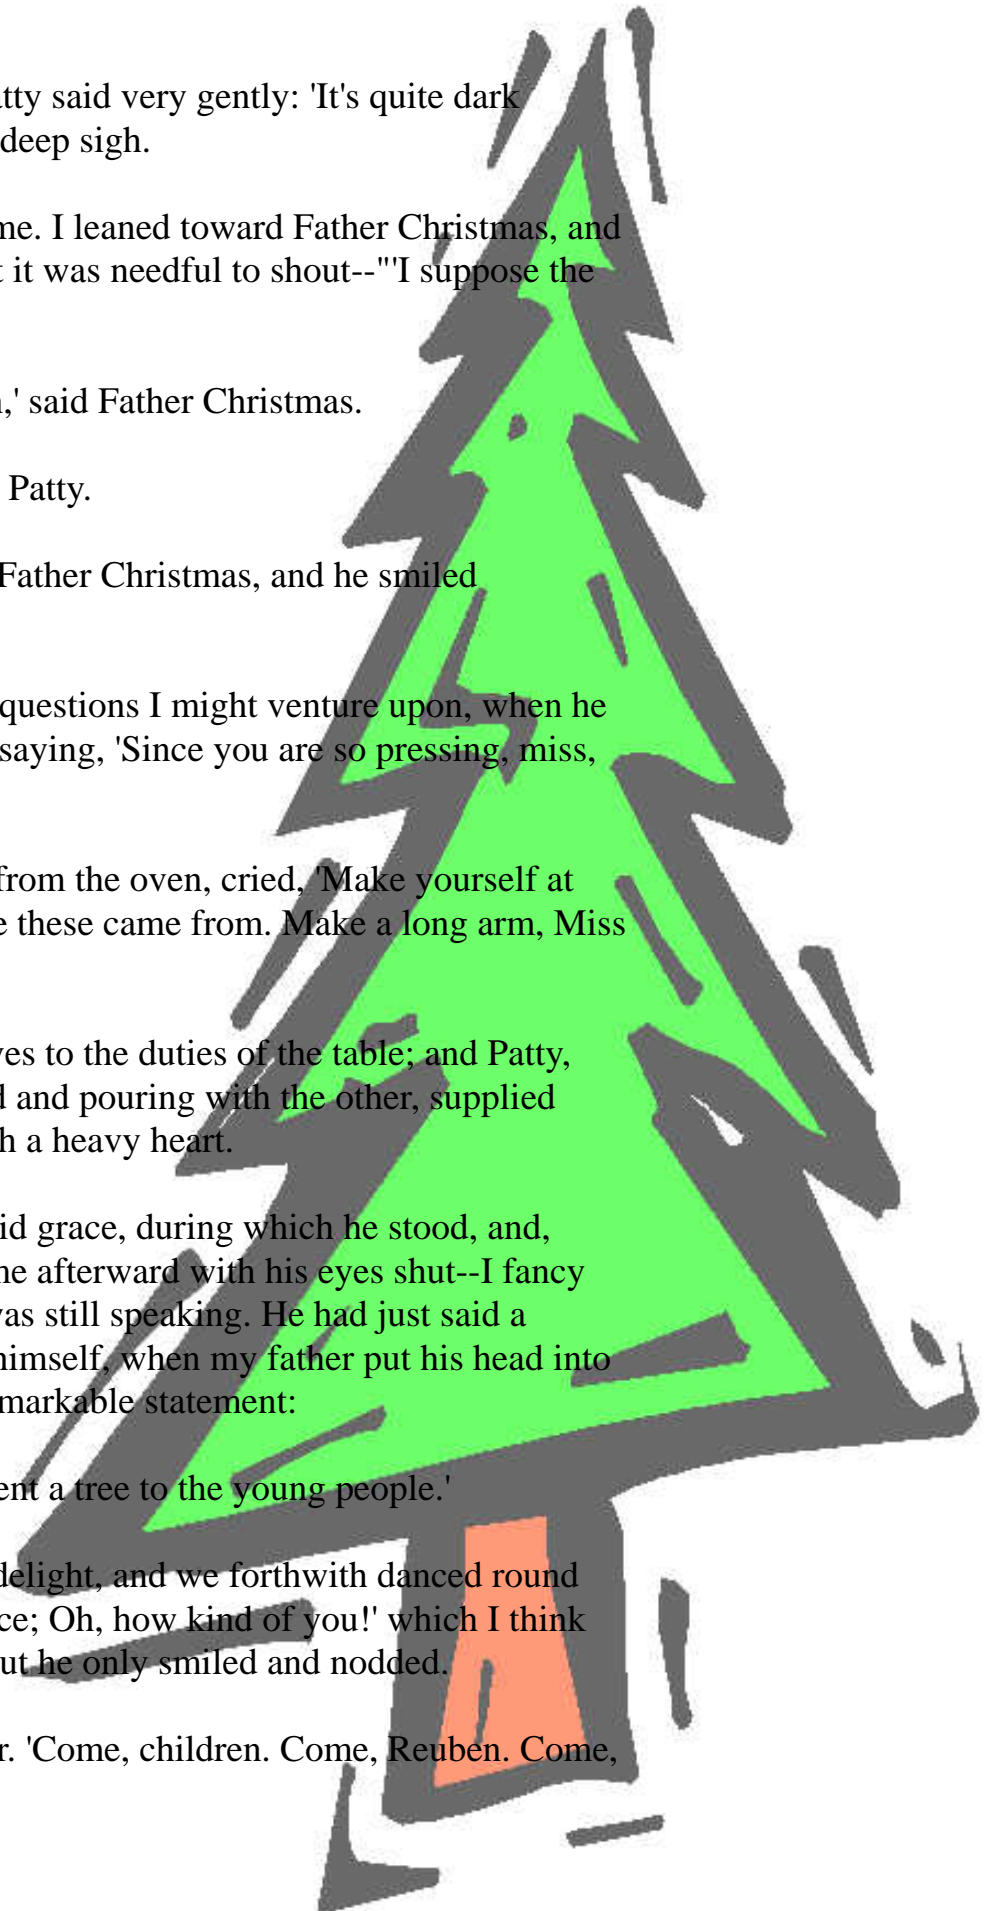 tty said very gently: 'It's quite dark
deep sigh.
me. I leaned toward Father Christmas, and
it was needful to shout--"'I suppose the
,' said Father Christmas.
Patty.
Father Christmas, and he smiled
questions I might venture upon, when he
saying, 'Since you are so pressing, miss,
from the oven, cried, 'Make yourself at
these came from. Make a long arm, Miss
ves to the duties of the table; and Patty,
and pouring with the other, supplied
h a heavy heart.
id grace, during which he stood, and,
afterward with his eyes shut--I fancy
was still speaking. He had just said a
himself, when my father put his head into
markable statement:
ent a tree to the young people.'
delight, and we forthwith danced round
ce; Oh, how kind of you!' which I think
ut he only smiled and nodded.
r. 'Come, children. Come, Reuben. Come,